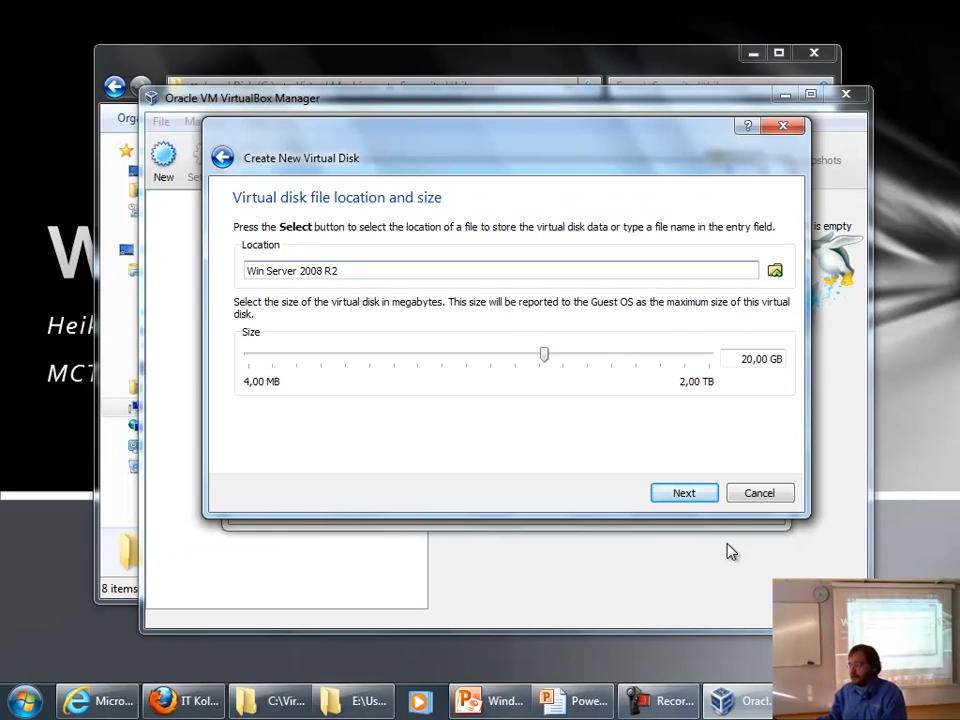 Oracle VM VirtualBox Manager
Orga
File
New
Create New Virtual Disk
Virtual disk file location and size
Press the Select button to select the location of a file to store the virtual disk data or type a file name in the entry field.
Location
Win Server 2008 R2
Select the size of the virtual disk in megabytes. This size will be reported to the Guest OS as the maximum size of this virtual
disk.
Size
20,00 GB
4,00 MB
2,00 TB
Next
Cancel
is empty
W
Heik
MCT
8 items
Micro...
IT Kol...
C:\Vir...
E:\Us...
Wind...
Powe...
Recor...
Oracl...